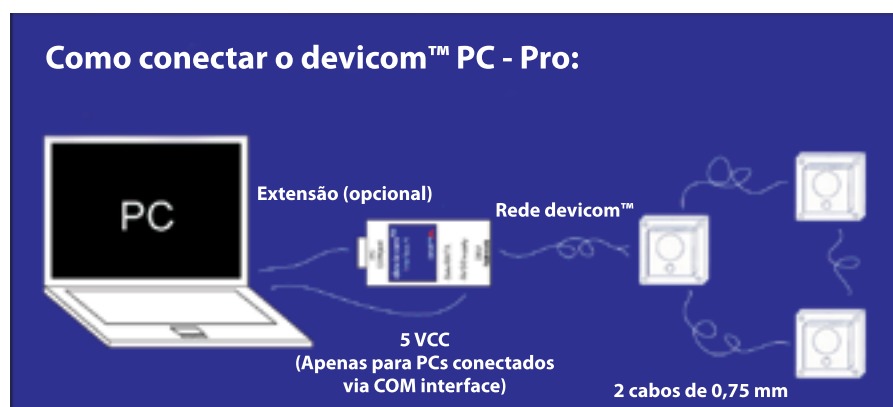 Como conectar o devicom™ PC - Pro:
PC
Extensão (opcional)
Rede devicom™
5 VCC
(Apenas para PCs conectados
via COM interface)
2 cabos de 0,75 mm